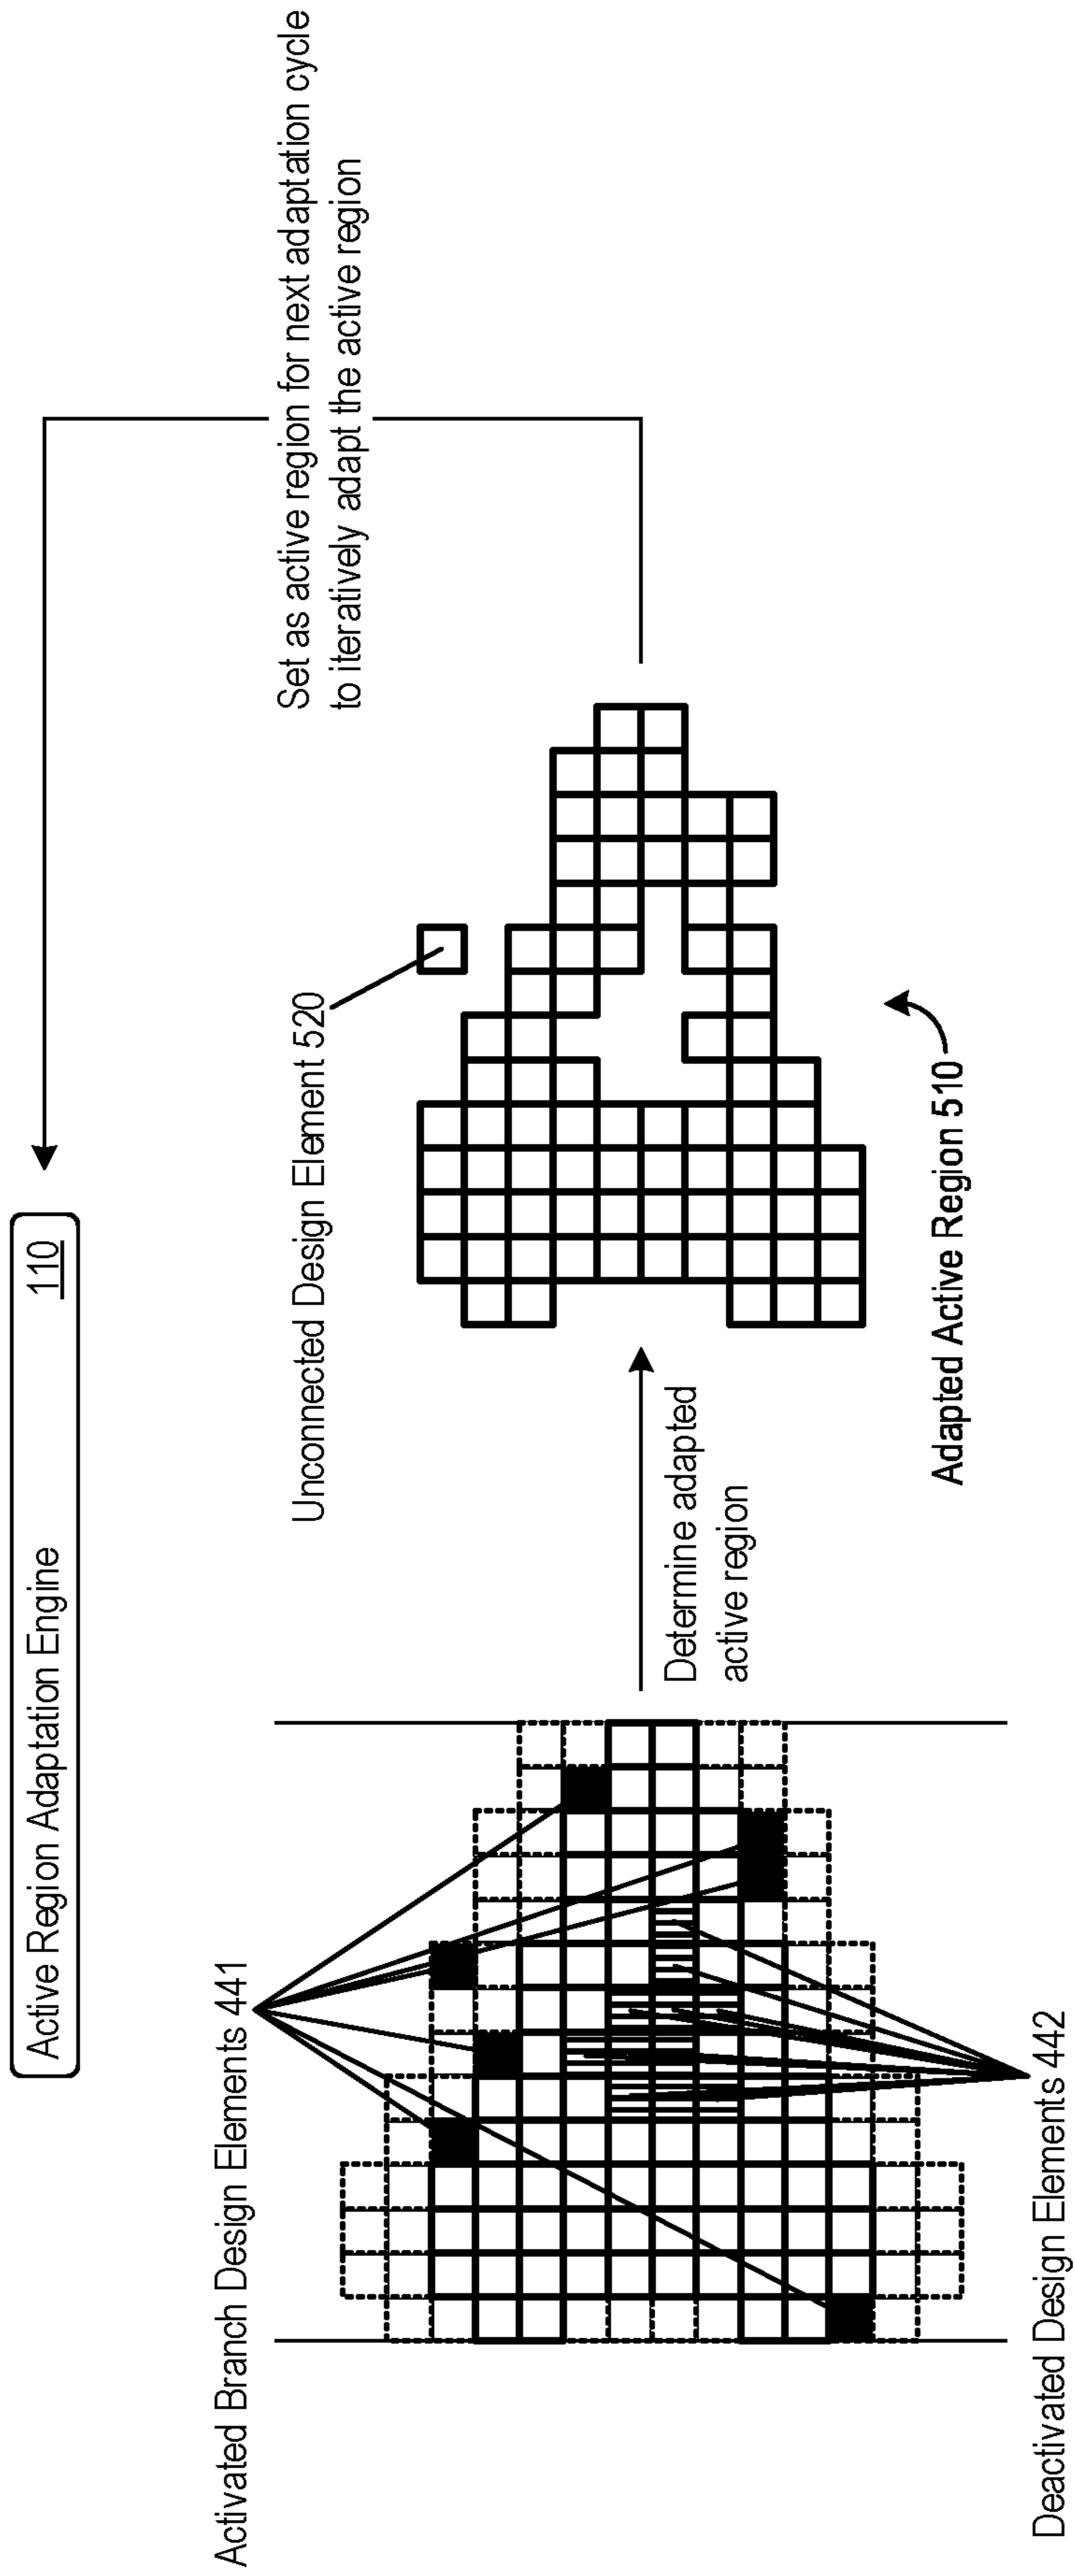 Active Region Adaptation Engine 110
Set as active region for next adaptation cycle
to iteratively adapt the active region
Activated Branch Design Elements 441
Unconnected Design Element 520
Determine adapted
active region
Adapted Active Region 510
Deactivated Design Elements 442